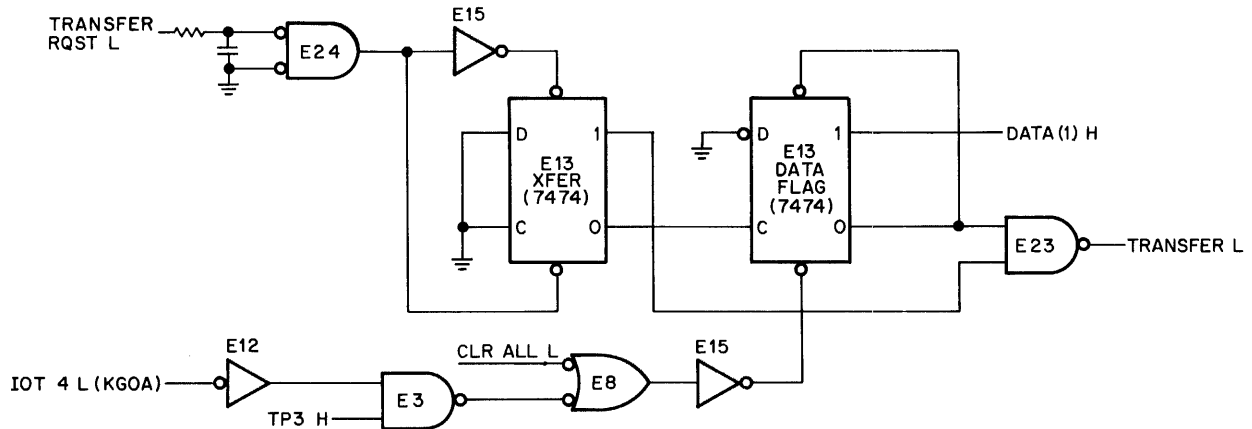 TRANSFER
RQST L
E24
E15
D
1
E13
XFER
(7474)
C
0
D
1
E13
DATA
FLAG
(7474)
C
0
DATA (1) H
E23
TRANSFER L
IOT 4 L (KGOA)
E12
TP3 H
E3
CLR ALL L
E8
E15